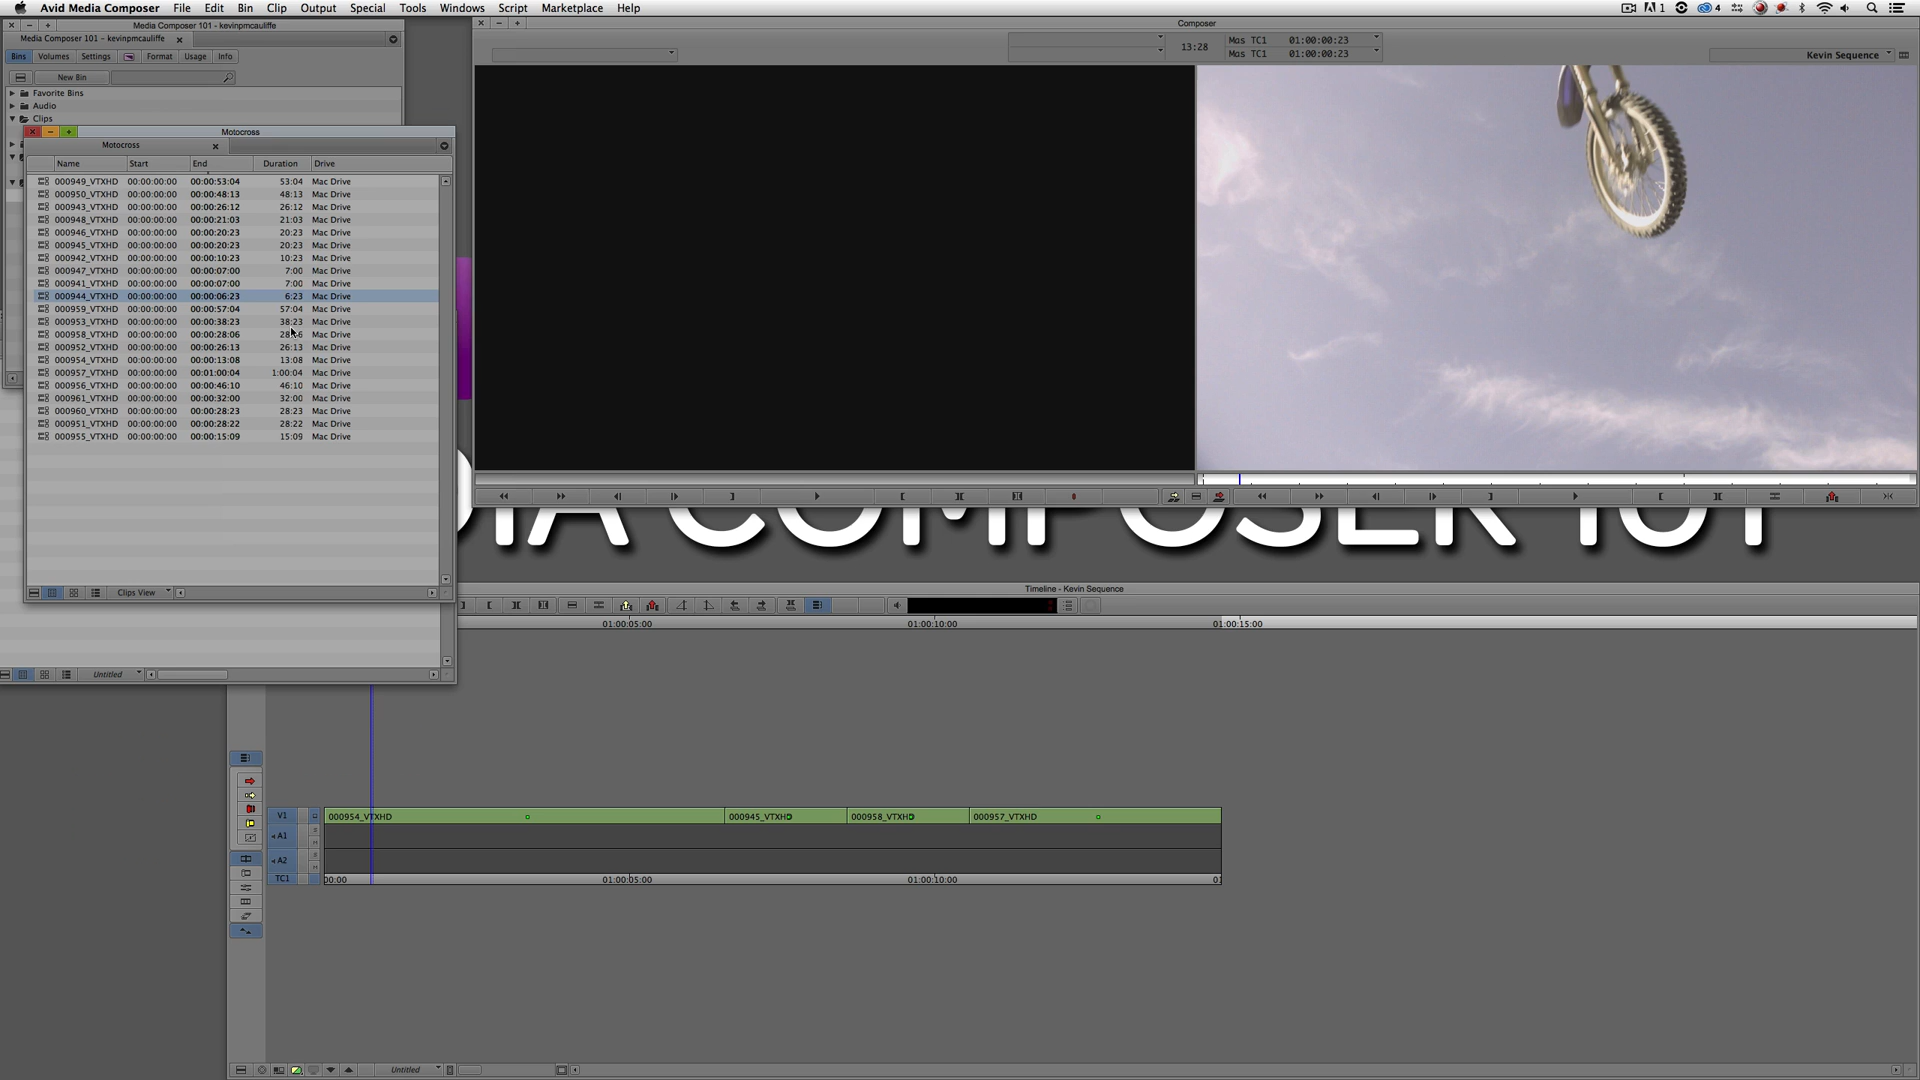 Avid Media Composer File Edit Bin Clip Output Special Tools Windows Script Marketplace Help
1 4
Media Composer 101 - kevinpmcauliffe
Media Composer 101 - kevinpmcauliffe
Bins Volumes Settings Format Usage Info
New Bin
Favorite Bins
Audio
Clips
Motocross
Motocross
Name Start End Duration Drive
000949_VTXHD 00:00:00:00 00:00:53:04 53:04 Mac Drive
000950_VTXHD 00:00:00:00 00:00:48:13 48:13 Mac Drive
000943_VTXHD 00:00:00:00 00:00:26:12 26:12 Mac Drive
000948_VTXHD 00:00:00:00 00:00:21:03 21:03 Mac Drive
000946_VTXHD 00:00:00:00 00:00:20:23 20:23 Mac Drive
000945_VTXHD 00:00:00:00 00:00:20:23 20:23 Mac Drive
000942_VTXHD 00:00:00:00 00:00:10:23 10:23 Mac Drive
000947_VTXHD 00:00:00:00 00:00:07:00 7:00 Mac Drive
000941_VTXHD 00:00:00:00 00:00:07:00 7:00 Mac Drive
000944_VTXHD 00:00:00:00 00:00:06:23 6:23 Mac Drive
000959_VTXHD 00:00:00:00 00:00:57:04 57:04 Mac Drive
000953_VTXHD 00:00:00:00 00:00:38:23 38:23 Mac Drive
000958_VTXHD 00:00:00:00 00:00:28:06 Mac Drive
000952_VTXHD 00:00:00:00 00:00:26:13 26:13 Mac Drive
000954_VTXHD 00:00:00:00 00:00:13:08 13:08 Mac Drive
000957_VTXHD 00:00:00:00 00:01:00:04 1:00:04 Mac Drive
000956_VTXHD 00:00:00:00 00:00:46:10 46:10 Mac Drive
000961_VTXHD 00:00:00:00 00:00:32:00 32:00 Mac Drive
000960_VTXHD 00:00:00:00 00:00:28:23 28:23 Mac Drive
000951_VTXHD 00:00:00:00 00:00:28:22 28:22 Mac Drive
000955_VTXHD 00:00:00:00 00:00:15:09 15:09 Mac Drive
Clips View
Untitled
Composer
13:28
Mas TC1 01:00:00:23
Mas TC1 01:00:00:23
Kevin Sequence
DIA COMPOSER 101
Timeline - Kevin Sequence
01:00:05:00 01:00:10:00 01:00:15:00
V1 000954_VTXHD 000945_VTXHD 000958_VTXHD 000957_VTXHD
A1
A2
TC1 00:00 01:00:05:00 01:00:10:00 01
Untitled